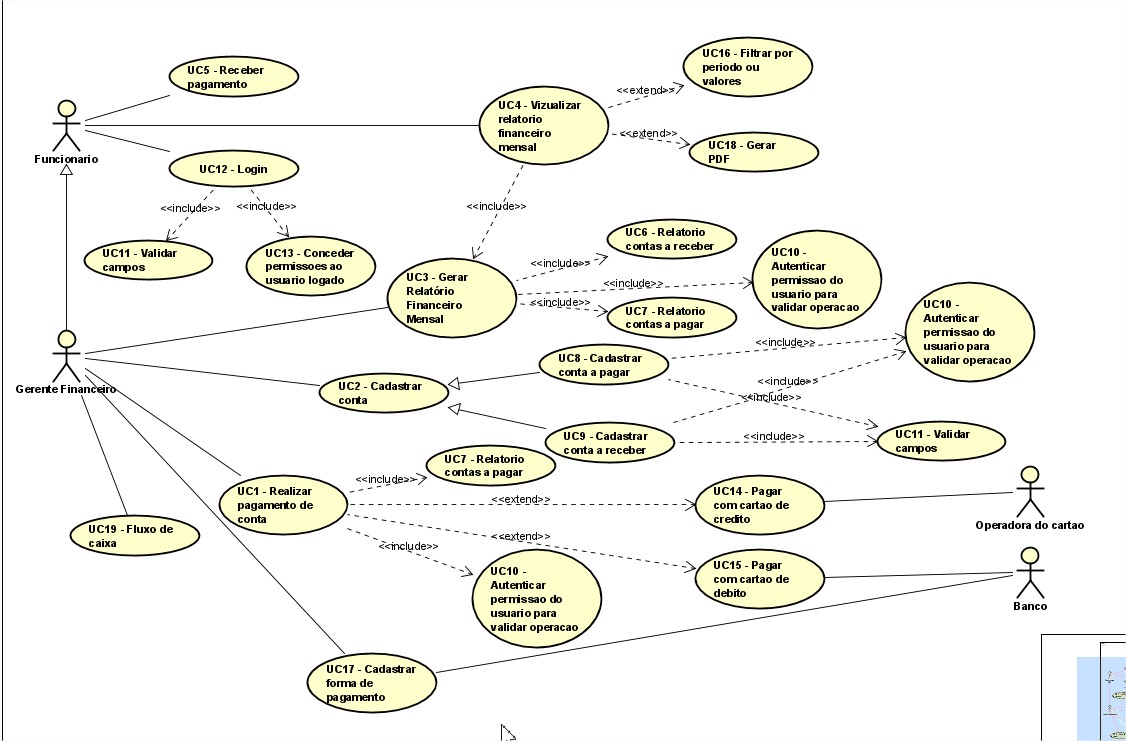 UC16 - Filtrar por
periodo ou
valores
UC5 - Receber
pagamento
<<extend>>
UC4 - Vizualizar
relatorio
financeiro
mensal
<<extend>>
UC18 - Gerar
PDF
Funcionario
UC12 - Login
<<include>>
<<include>>
<<include>>
UC11 - Validar
campos
UC13 - Conceder
permissoes ao
usuario logado
UC6 - Relatorio
contas a receber
UC10 -
Autenticar
permissao do
usuario para
validar operacao
<<include>>
UC3 - Gerar
Relatório
Financeiro
Mensal
<<include>>
<<include>>
UC7 - Relatorio
contas a pagar
UC10 -
Autenticar
permissao do
usuario para
validar operacao
<<include>>
Gerente Financeiro
UC2 - Cadastrar
conta
UC8 - Cadastrar
conta a pagar
<<include>>
<<include>>
UC9 - Cadastrar
conta a receber
<<include>>
UC11 - Validar
campos
UC7 - Relatorio
contas a pagar
<<include>>
UC1 - Realizar
pagamento de
conta
<<extend>>
UC14 - Pagar
com cartao de
credito
Operadora do cartao
UC19 - Fluxo de
caixa
<<extend>>
<<include>>
UC15 - Pagar
com cartao de
debito
Banco
UC10 -
Autenticar
permissao do
usuario para
validar operacao
UC17 - Cadastrar
forma de
pagamento